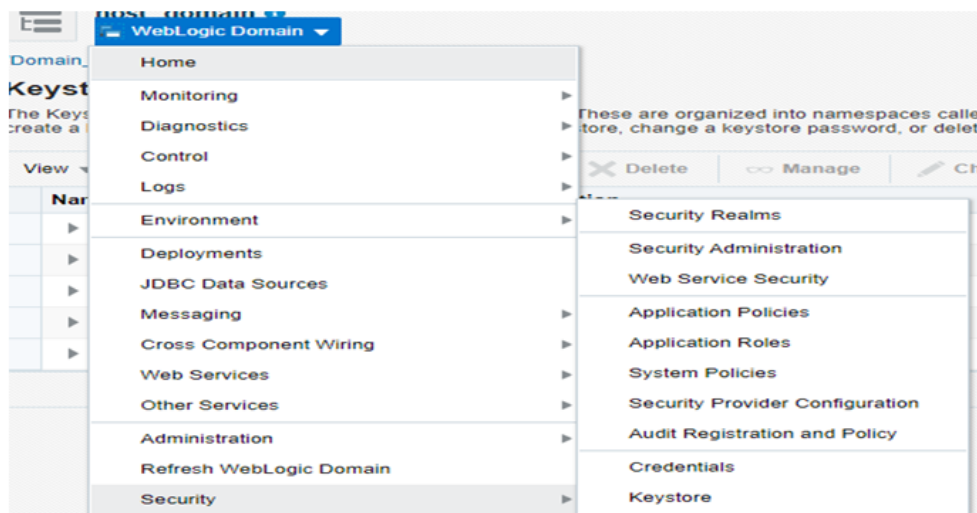 host_domain
WebLogic Domain
Home
Monitoring
Diagnostics
Control
Logs
Environment
Deployments
JDBC Data Sources
Messaging
Cross Component Wiring
Web Services
Other Services
Administration
Refresh WebLogic Domain
Security
Domain_
Keyst
The Keys
These are organized into namespaces calle
create a
tore, change a keystore password, or delet
View
Delete
Manage
Ch
Nar
Security Realms
Security Administration
Web Service Security
Application Policies
Application Roles
System Policies
Security Provider Configuration
Audit Registration and Policy
Credentials
Keystore